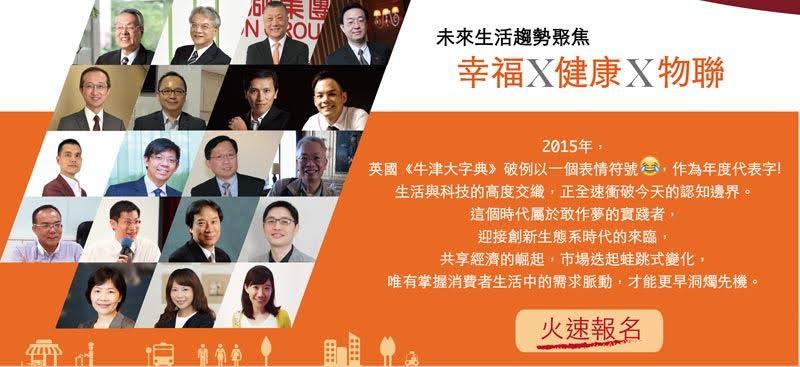 集團
ON GROUP
未來生活趨勢聚焦
幸福X健康X物聯
2015年，
英國《牛津大字典》破例以一個表情符號😂，作為年度代表字!
生活與科技的高度交織，正全速衝破今天的認知邊界。
這個時代屬於敢作夢的實踐者，
迎接創新生態系時代的來臨，
共享經濟的崛起，市場迭起蛙跳式變化，
唯有掌握消費者生活中的需求脈動，才能更早洞燭先機。
火速報名